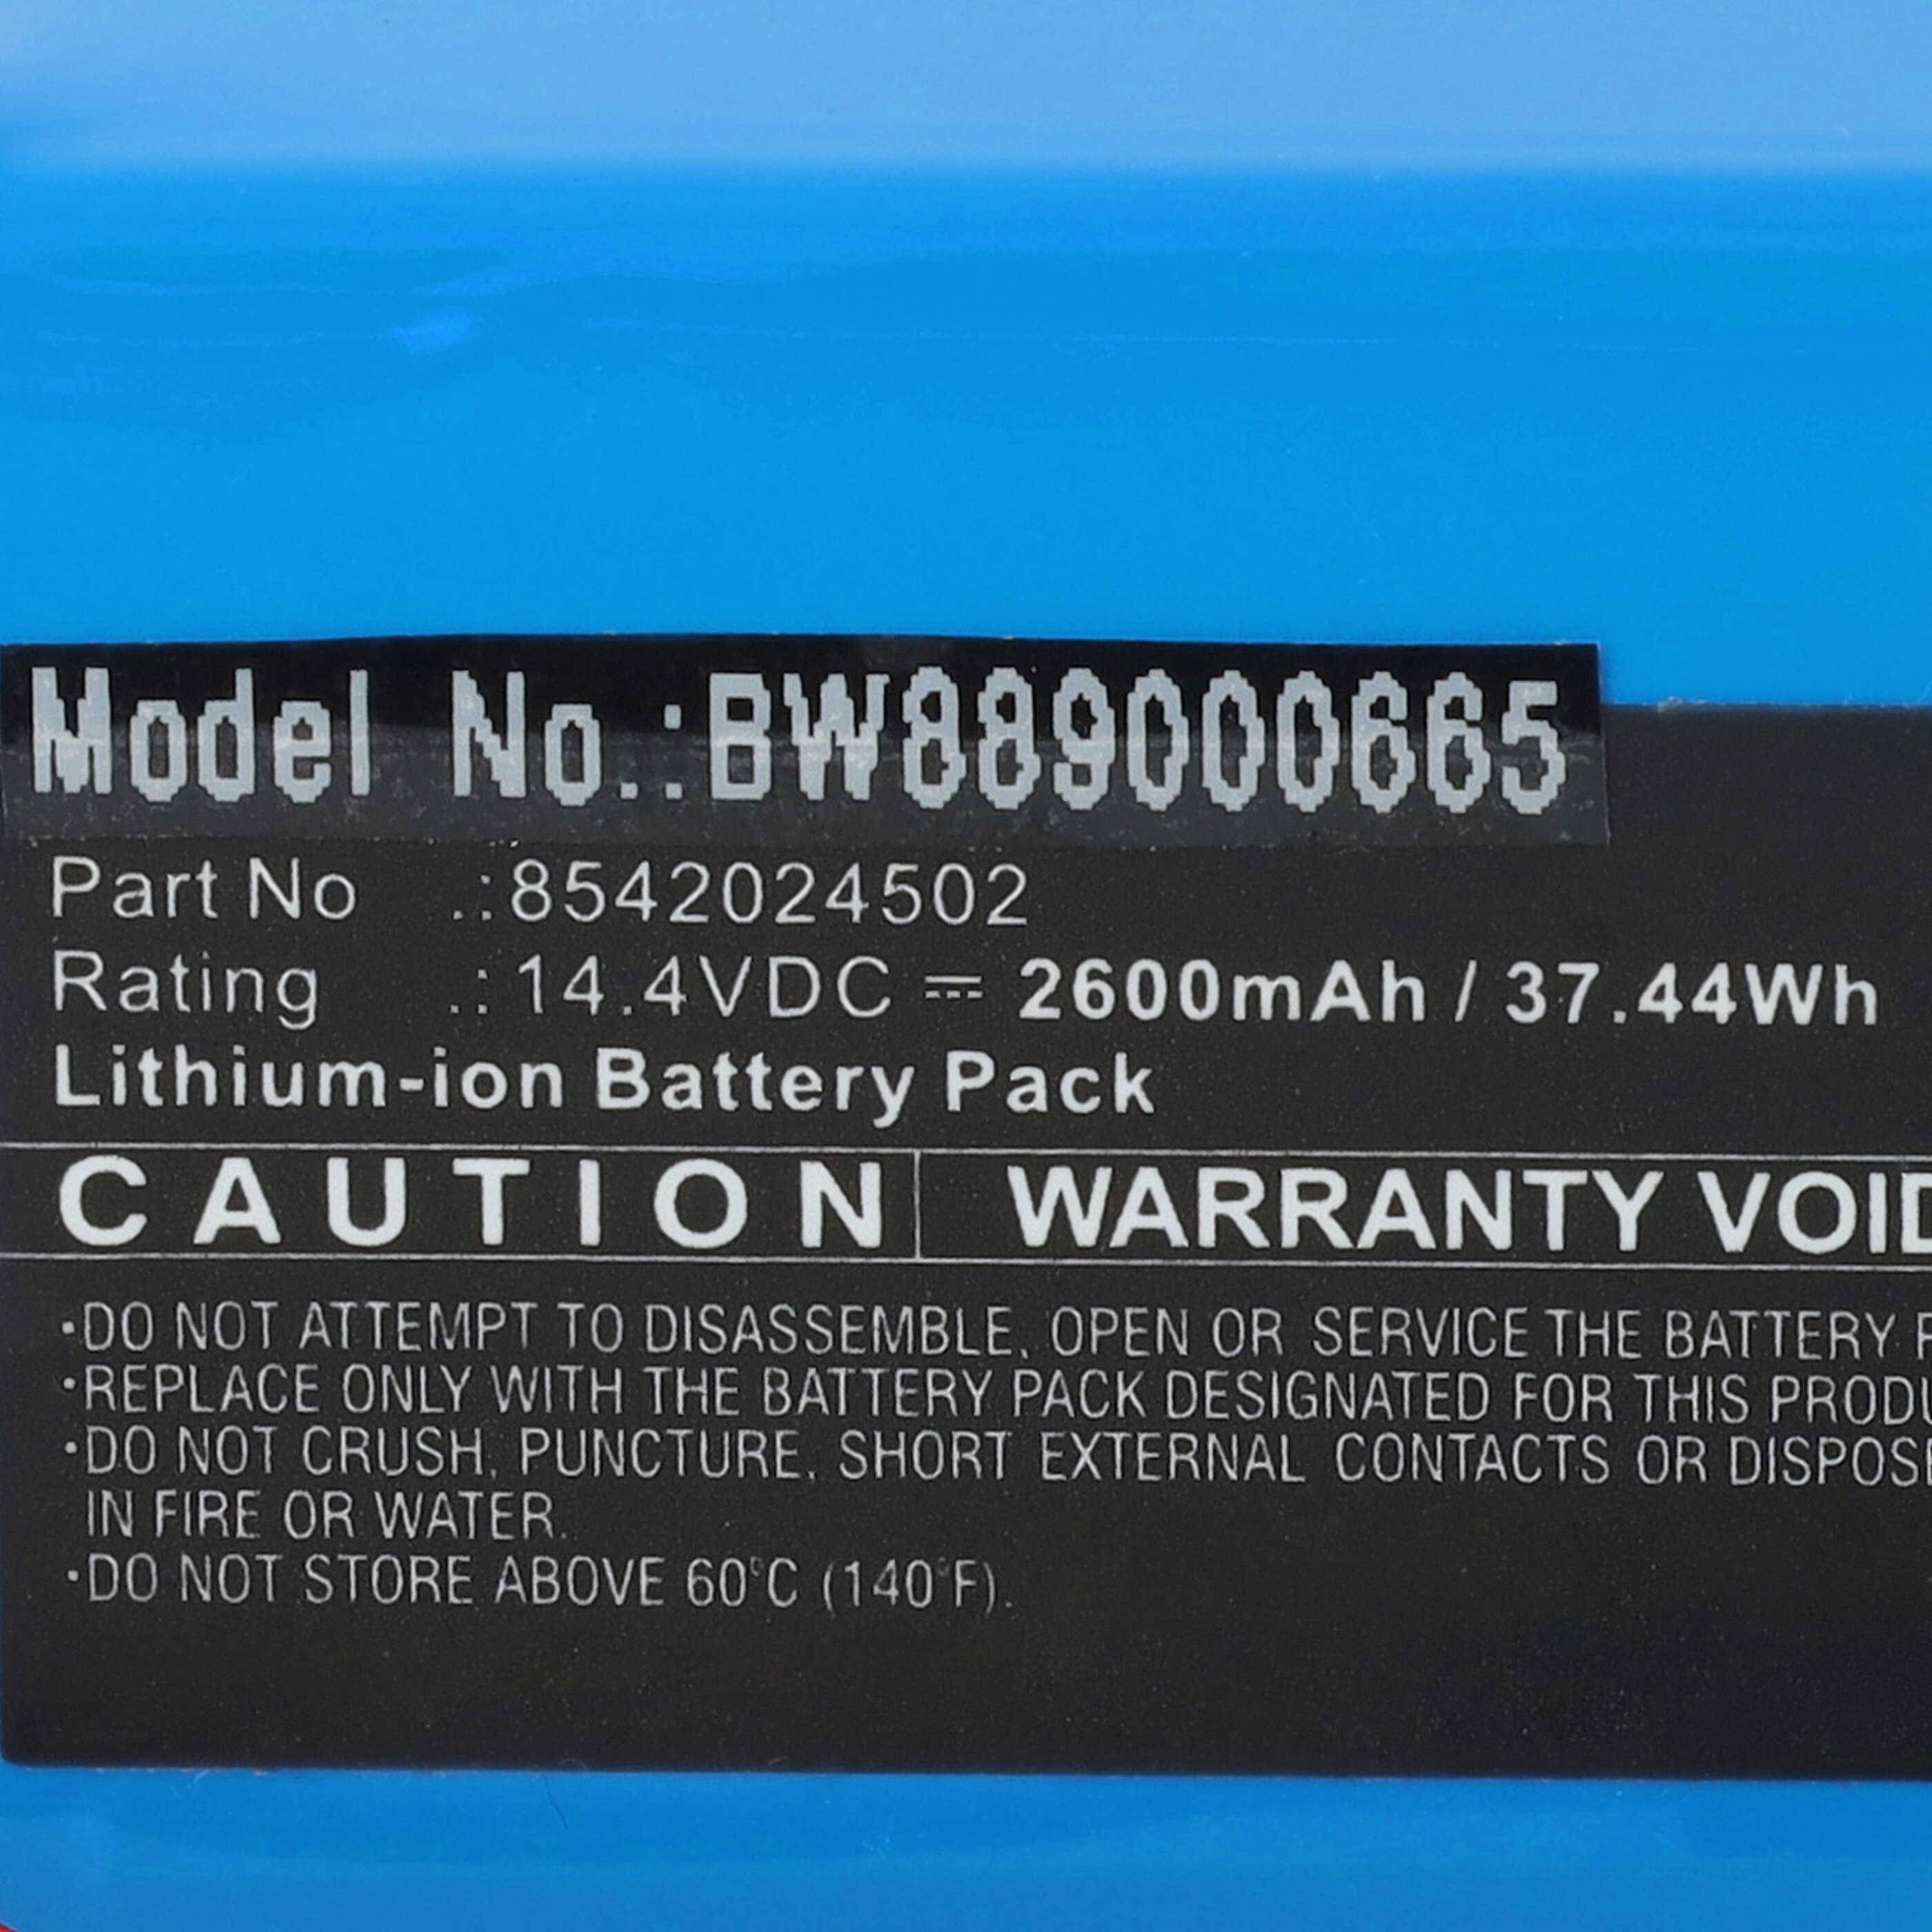 Model No.:BW889000665
Part No .:8542024502
Rating .: 14.4VDC ⎓ 2600mAh / 37.44Wh
Lithium-ion Battery Pack
CAUTION WARRANTY VOID
·DO NOT ATTEMPT TO DISASSEMBLE, OPEN OR SERVICE THE BATTERY
·REPLACE ONLY WITH THE BATTERY PACK DESIGNATED FOR THIS
·DO NOT CRUSH, PUNCTURE, SHORT EXTERNAL CONTACTS OR
IN FIRE OR WATER.
·DO NOT STORE ABOVE 60°C (140°F).